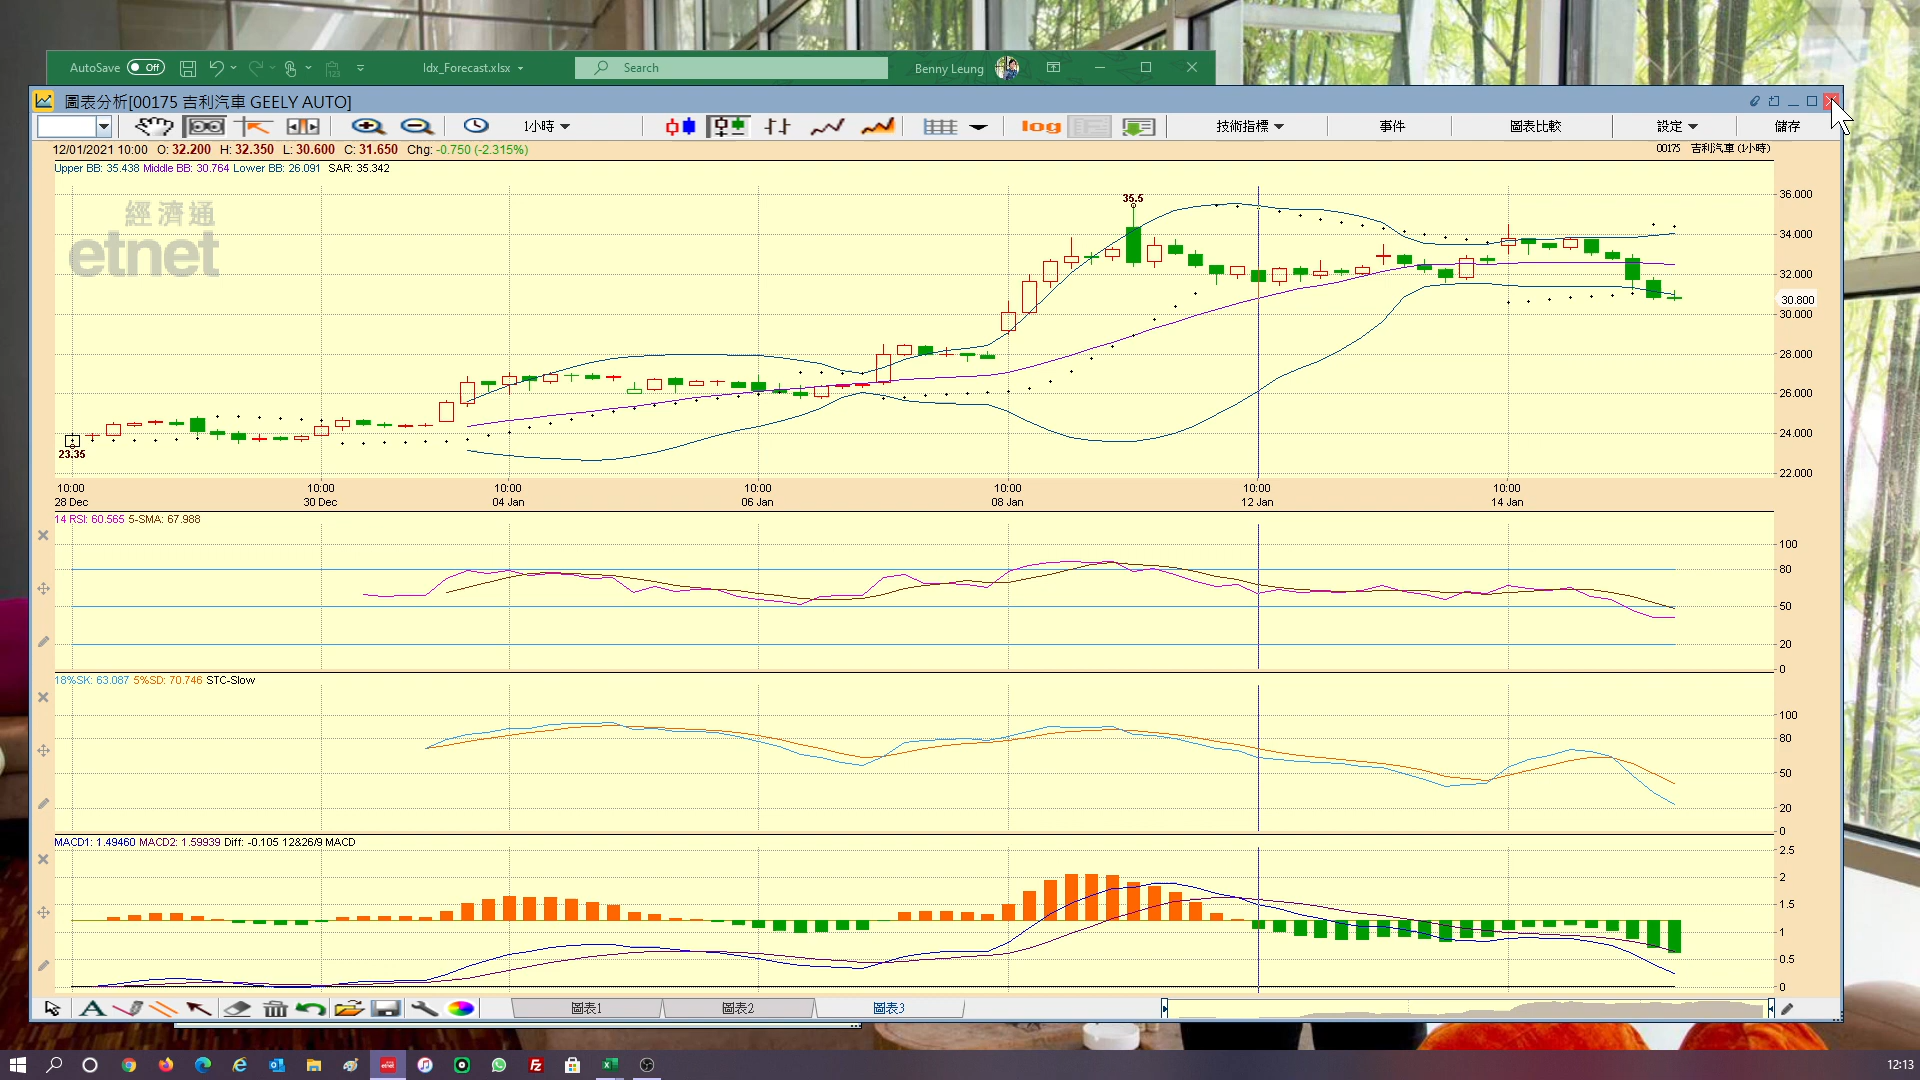 AutoSave Off Idx_Forecast.xlsx Search Benny Leung
圖表分析[00175 吉利汽車 GEELY AUTO]
1小時 log 技術指標 事件 圖表比較 設定 儲存
12/01/2021 10:00 O: 32.200 H: 32.350 L: 30.600 C: 31.650 Chg: -0.750 (-2.315%) 00175 吉利汽車 (1小時)
Upper BB: 35.438 Middle BB: 30.764 Lower BB: 26.091 SAR: 35.342
經濟通
etnet
35.5
23.35
36.000
34.000
32.000
30.800
30.000
28.000
26.000
24.000
22.000
10:00 10:00 10:00 10:00 10:00 10:00 10:00
28 Dec 30 Dec 04 Jan 06 Jan 08 Jan 12 Jan 14 Jan
14 RSI: 60.565 5-SMA: 67.988
100
80
50
20
0
18%SK: 63.087 5%SD: 70.746 STC-Slow
100
80
50
20
0
MACD1: 1.49460 MACD2: 1.59939 Diff: -0.105 12&26/9 MACD
2.5
2
1.5
1
0.5
0
圖表1 圖表2 圖表3
12:13